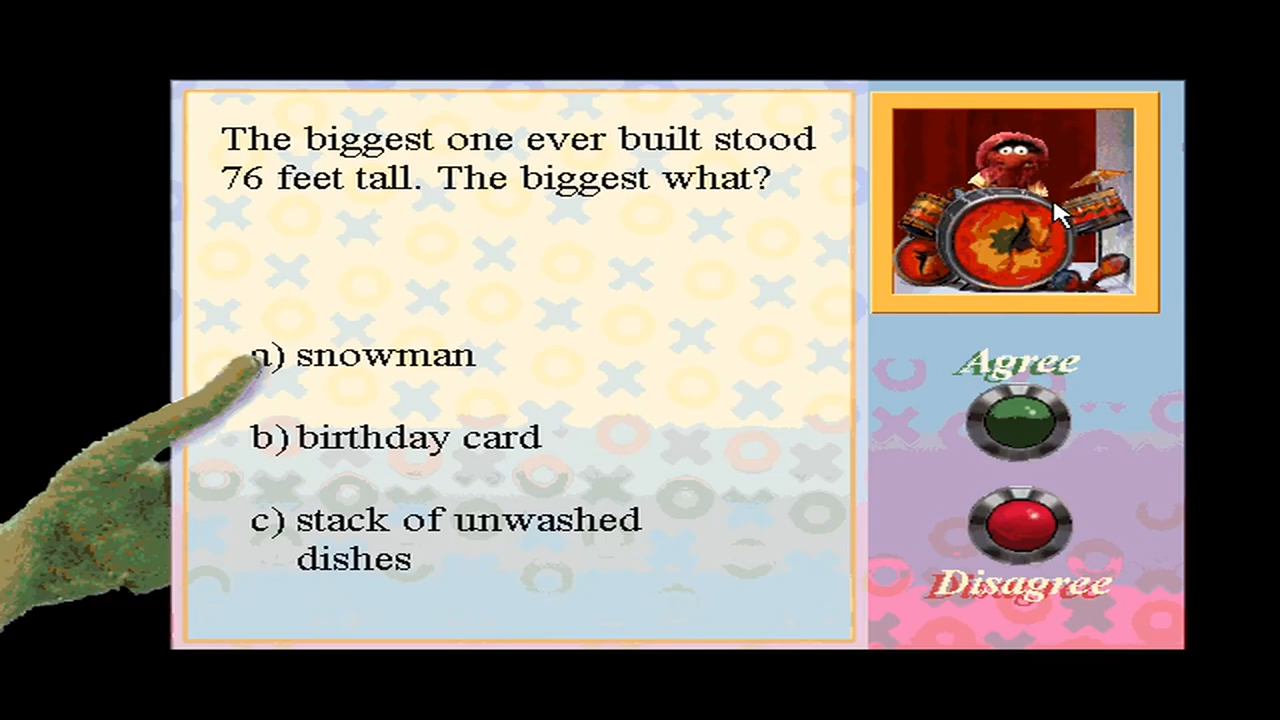 The biggest one ever built stood
76 feet tall. The biggest what?
a) snowman
b) birthday card
c) stack of unwashed
dishes
Agree
Disagree